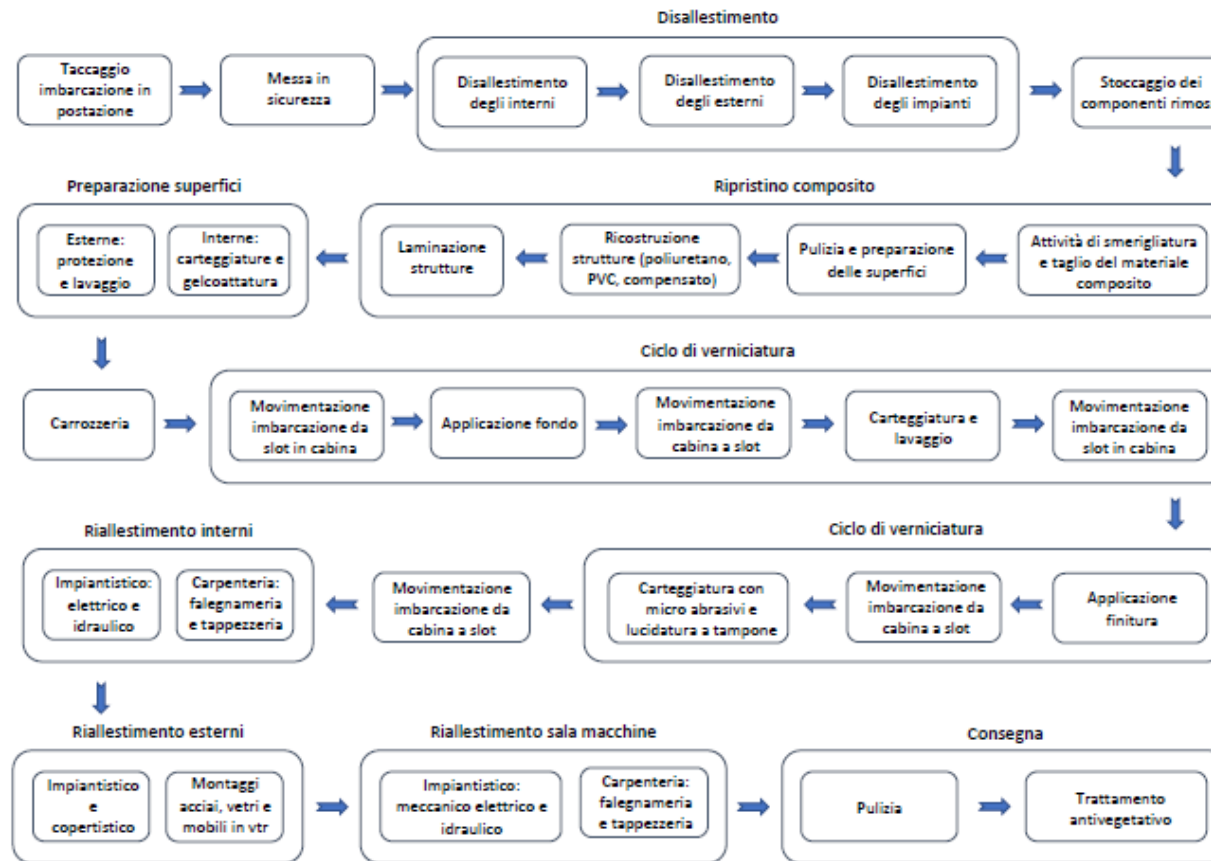 Disallestimento
Taccaggio
imbarcazione in
postazione
Messa in
sicurezza
Disallestimento
degli interni
Disallestimento
degli esterni
Disallestimento
degli impianti
Stoccaggio dei
componenti rimos
Preparazione superfici
Ripristino composito
Esterne:
protezione
e lavaggio
Interne:
carteggiature e
gelcoattatura
Laminazione
strutture
Ricostruzione
strutture (poliuretano,
PVC, compensato)
Pulizia e preparazione
delle superfici
Attività di smerigliatura
e taglio del materiale
composito
Ciclo di verniciatura
Carrozzeria
Movimentazione
imbarcazione da
slot in cabina
Applicazione fondo
Movimentazione
imbarcazione da
cabina a slot
Carteggiatura e
lavaggio
Movimentazione
imbarcazione da
slot in cabina
Riallestimento interni
Ciclo di verniciatura
Impiantistico:
elettrico e
idraulico
Carpenteria:
falegnameria
e tappezzeria
Movimentazione
imbarcazione da
cabina a slot
Carteggiatura con
micro abrasivi e
lucidatura a tampone
Movimentazione
imbarcazione da
cabina a slot
Applicazione
finitura
Riallestimento esterni
Riallestimento sala macchine
Consegna
Impiantistico
e
copertistico
Montaggi
acciai, vetri e
mobili in vtr
Impiantistico:
meccanico elettrico e
idraulico
Carpenteria:
falegnameria
e tappezzeria
Pulizia
Trattamento
antivegetativo